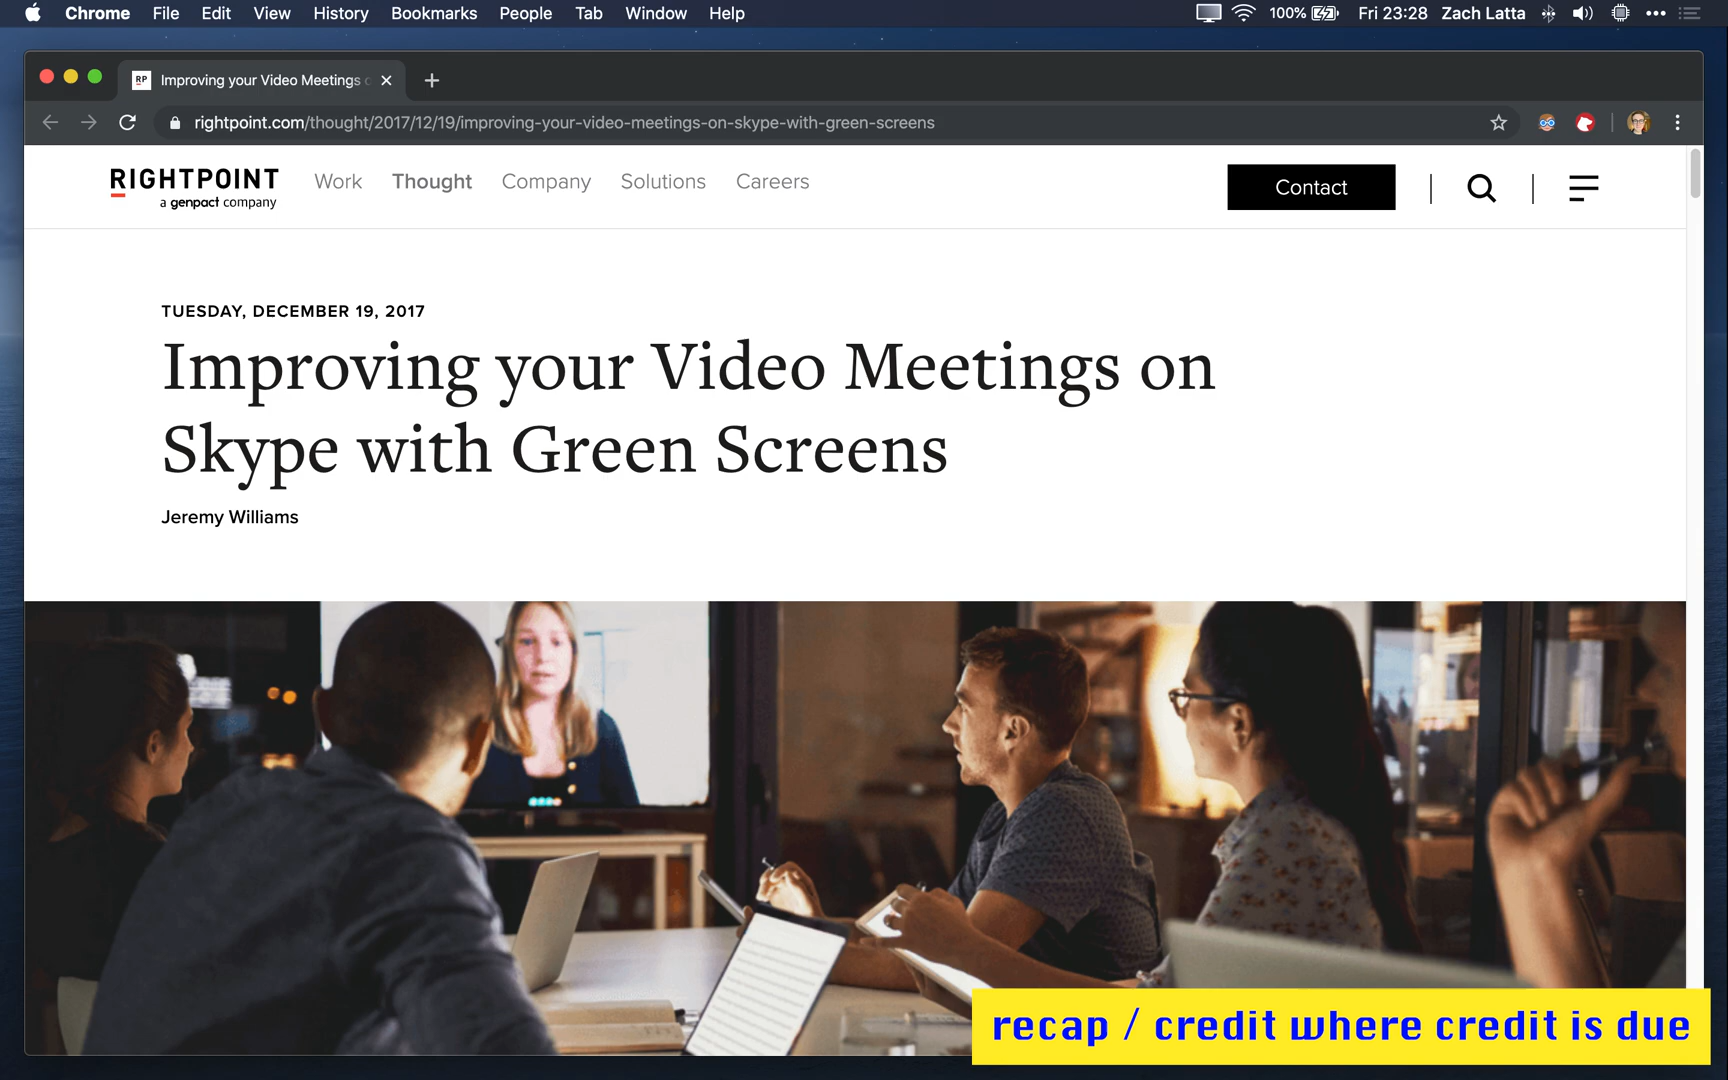 Chrome File Edit View History Bookmarks People Tab Window Help 100% Fri 23:28 Zach Latta
RP Improving your Video Meetings
rightpoint.com/thought/2017/12/19/improving-your-video-meetings-on-skype-with-green-screens
RIGHTPOINT
a genpact company
Work Thought Company Solutions Careers Contact
TUESDAY, DECEMBER 19, 2017
Improving your Video Meetings on
Skype with Green Screens
Jeremy Williams
recap / credit where credit is due